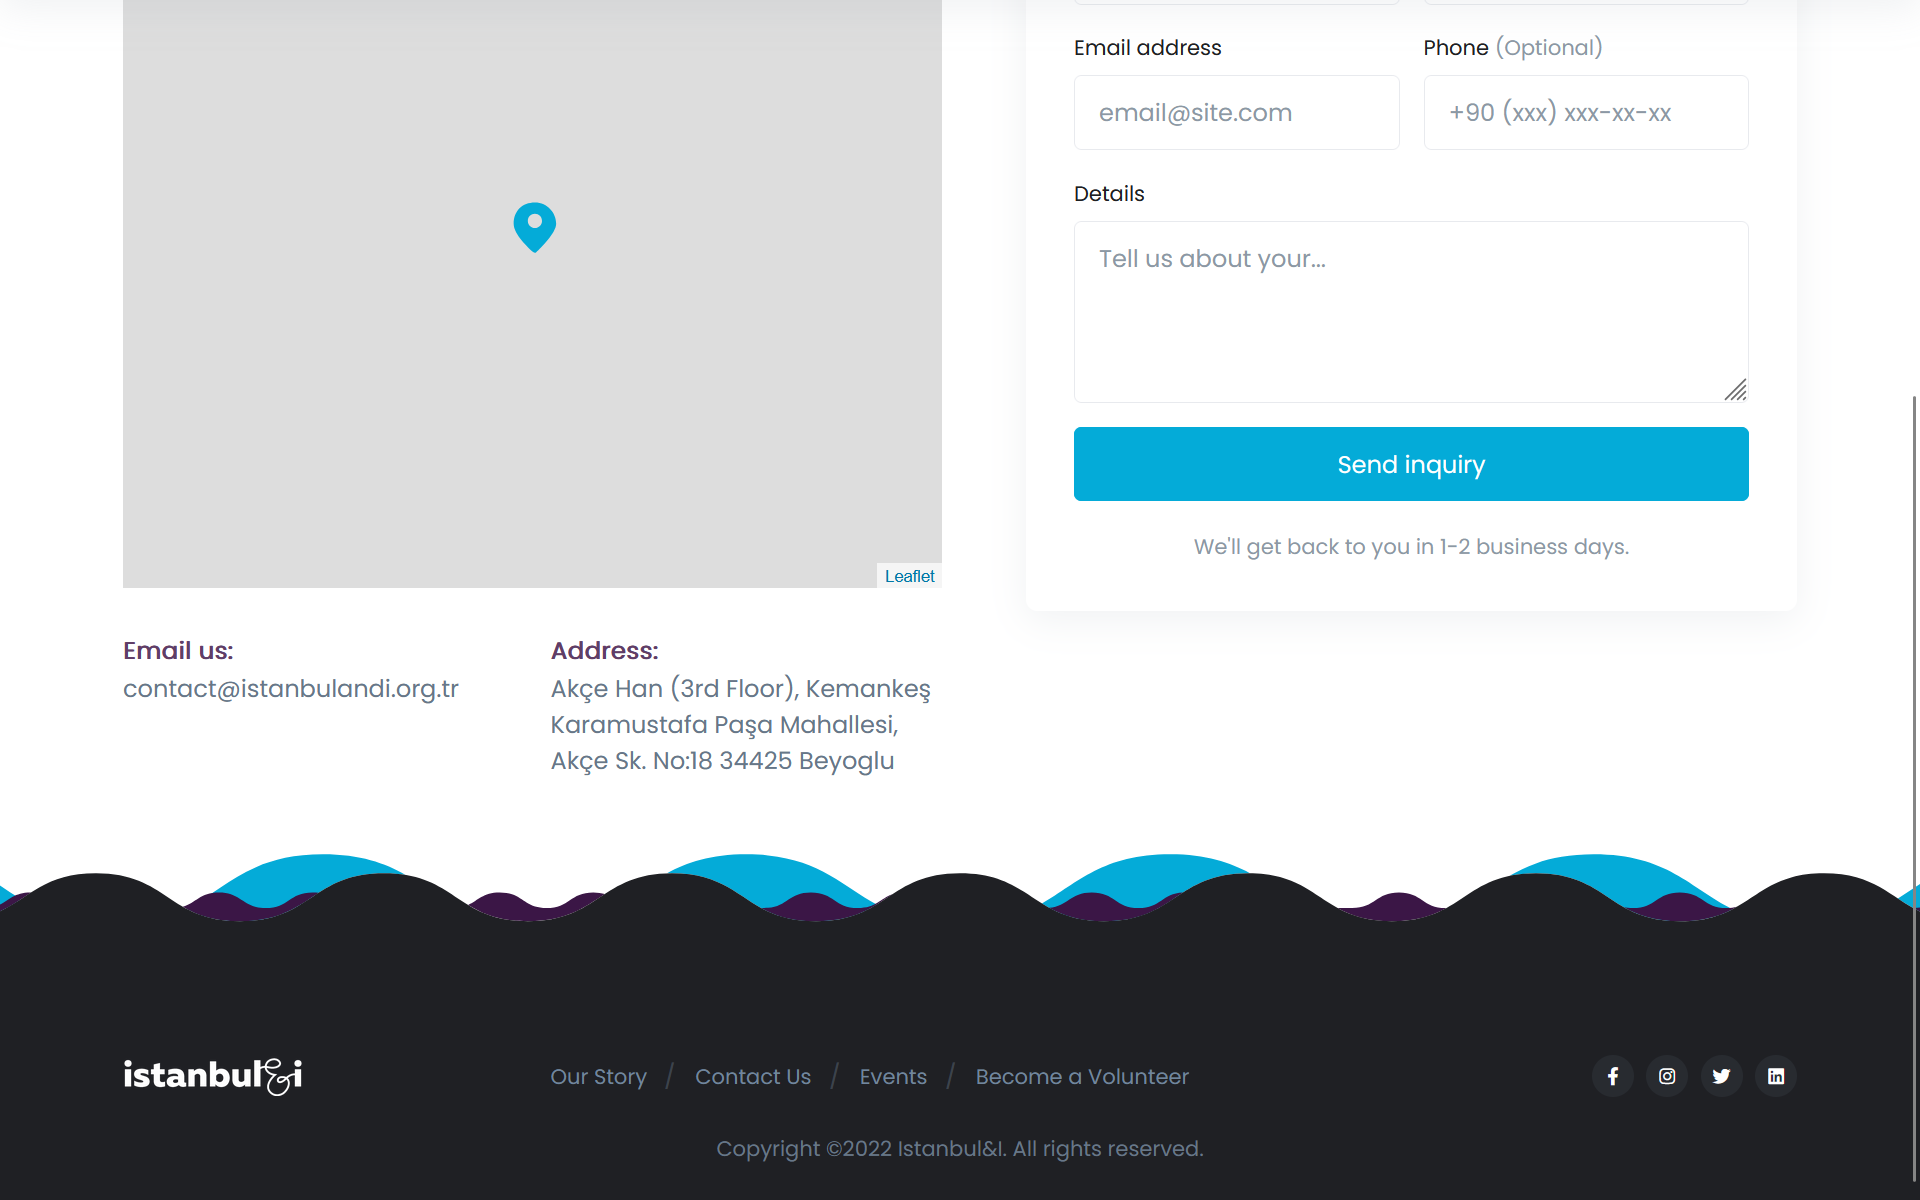 Email address
Phone (Optional)
email@site.com
+90 (xxx) xxx-xx-xx
Details
Tell us about your...
Send inquiry
We'll get back to you in 1-2 business days.
Leaflet
Email us:
contact@istanbulandi.org.tr
Address:
Akçe Han (3rd Floor), Kemankeş
Karamustafa Paşa Mahallesi,
Akçe Sk. No:18 34425 Beyoglu
istanbul&i
Our Story / Contact Us / Events / Become a Volunteer
Copyright ©2022 Istanbul&I. All rights reserved.